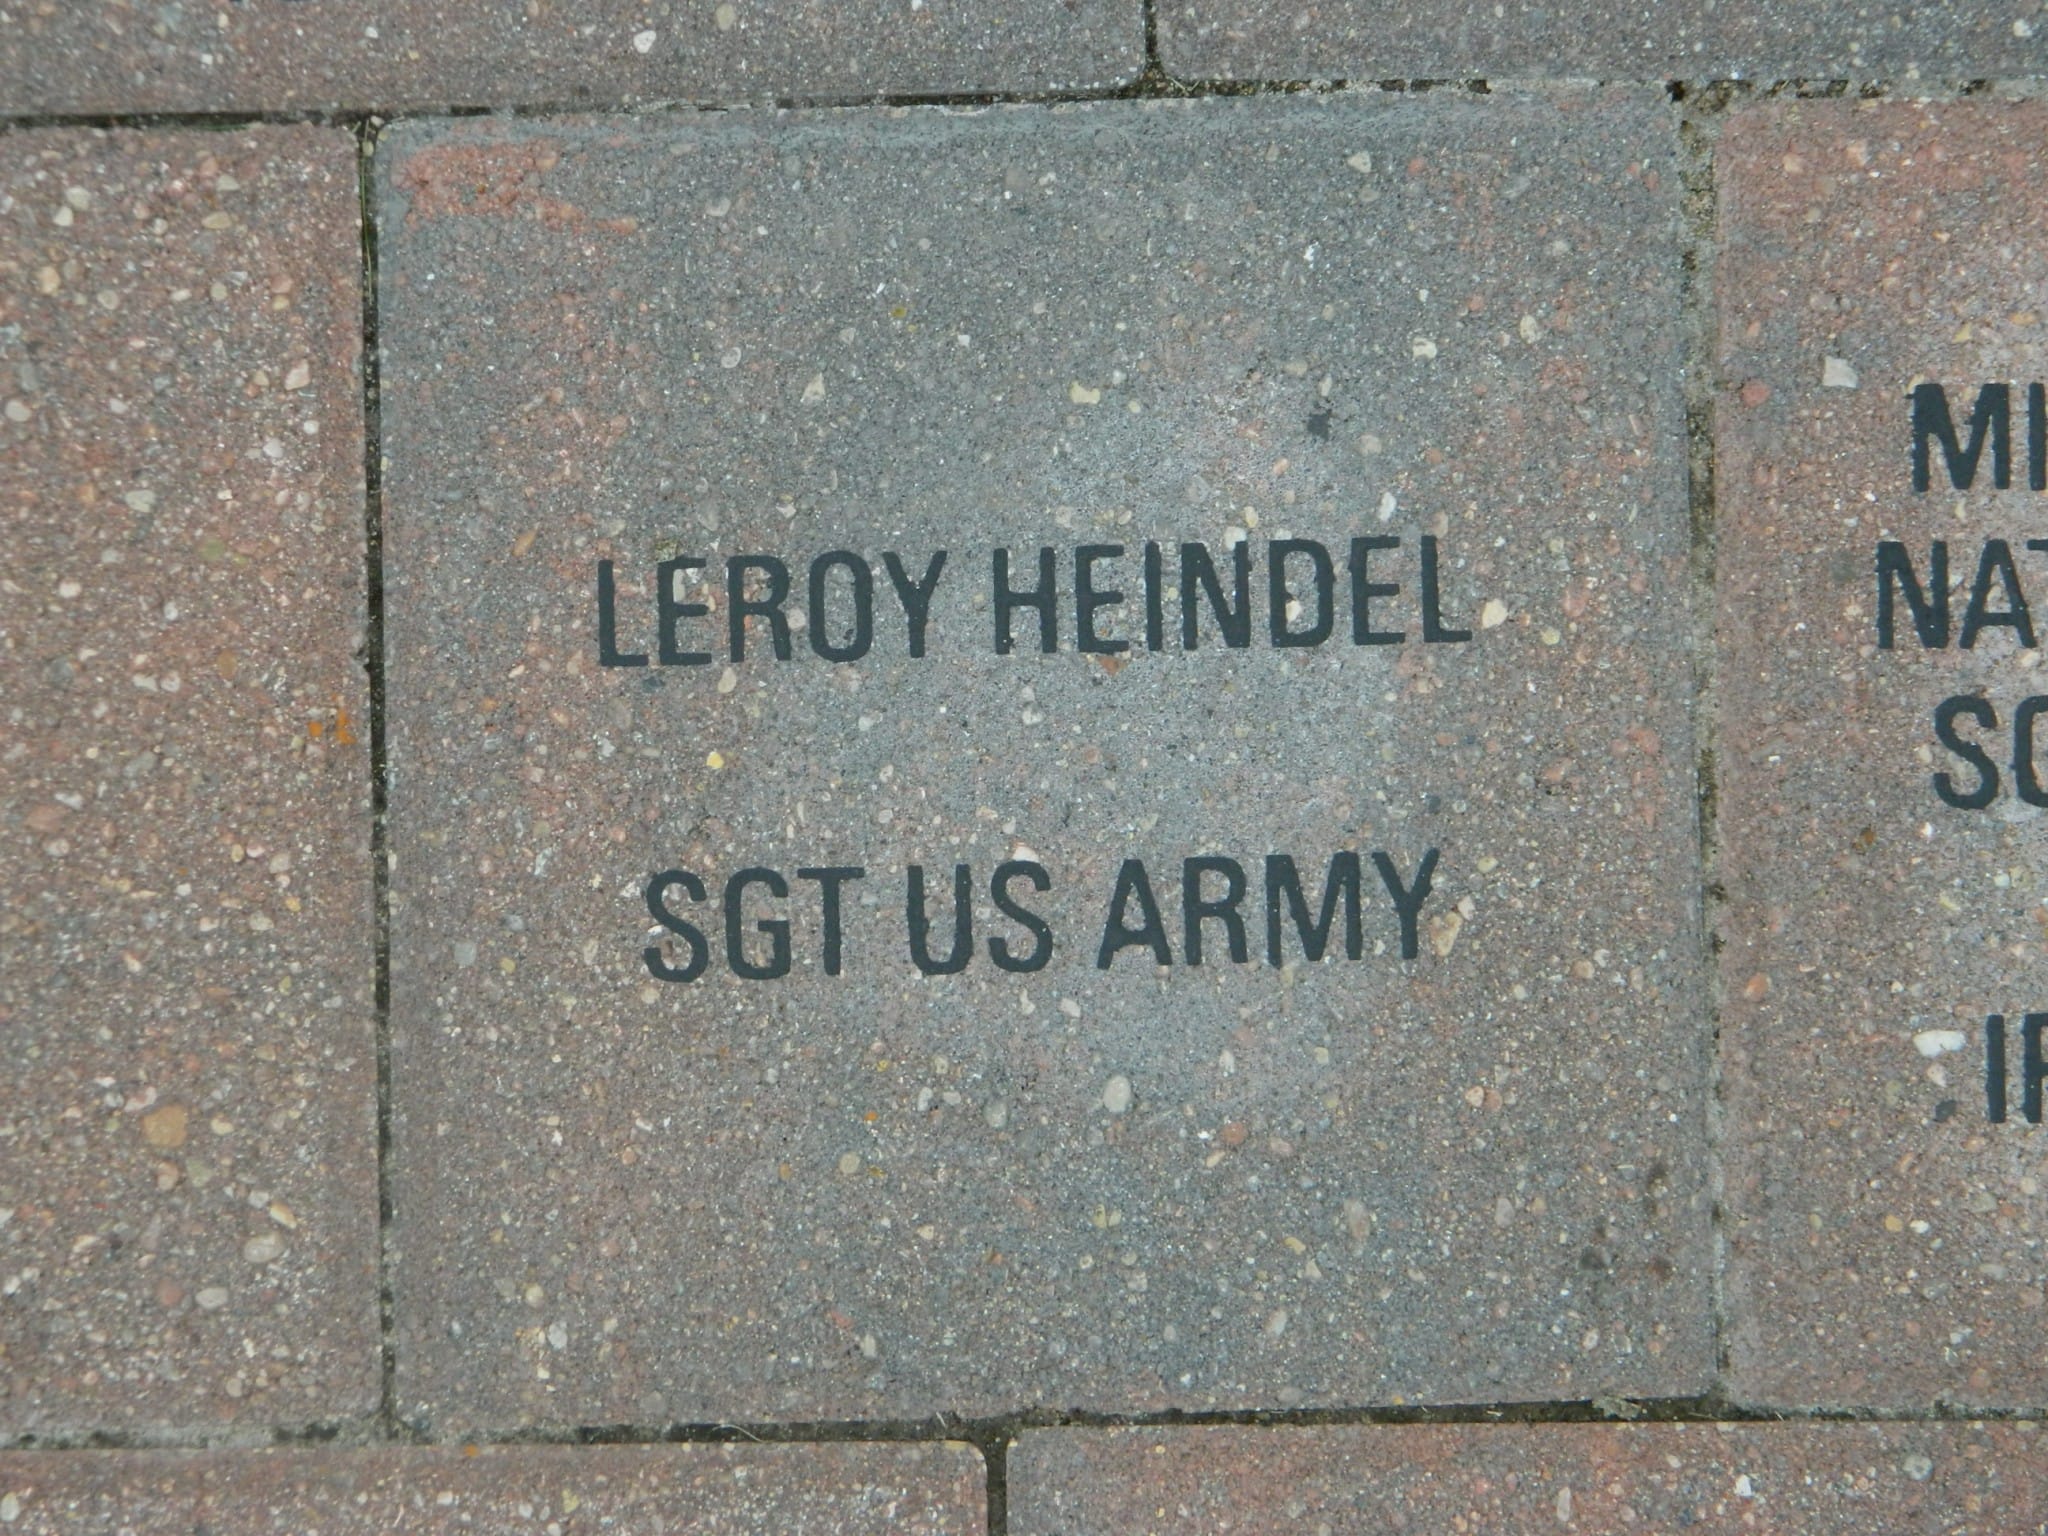 LEROY HEINDEL
SGT US ARMY